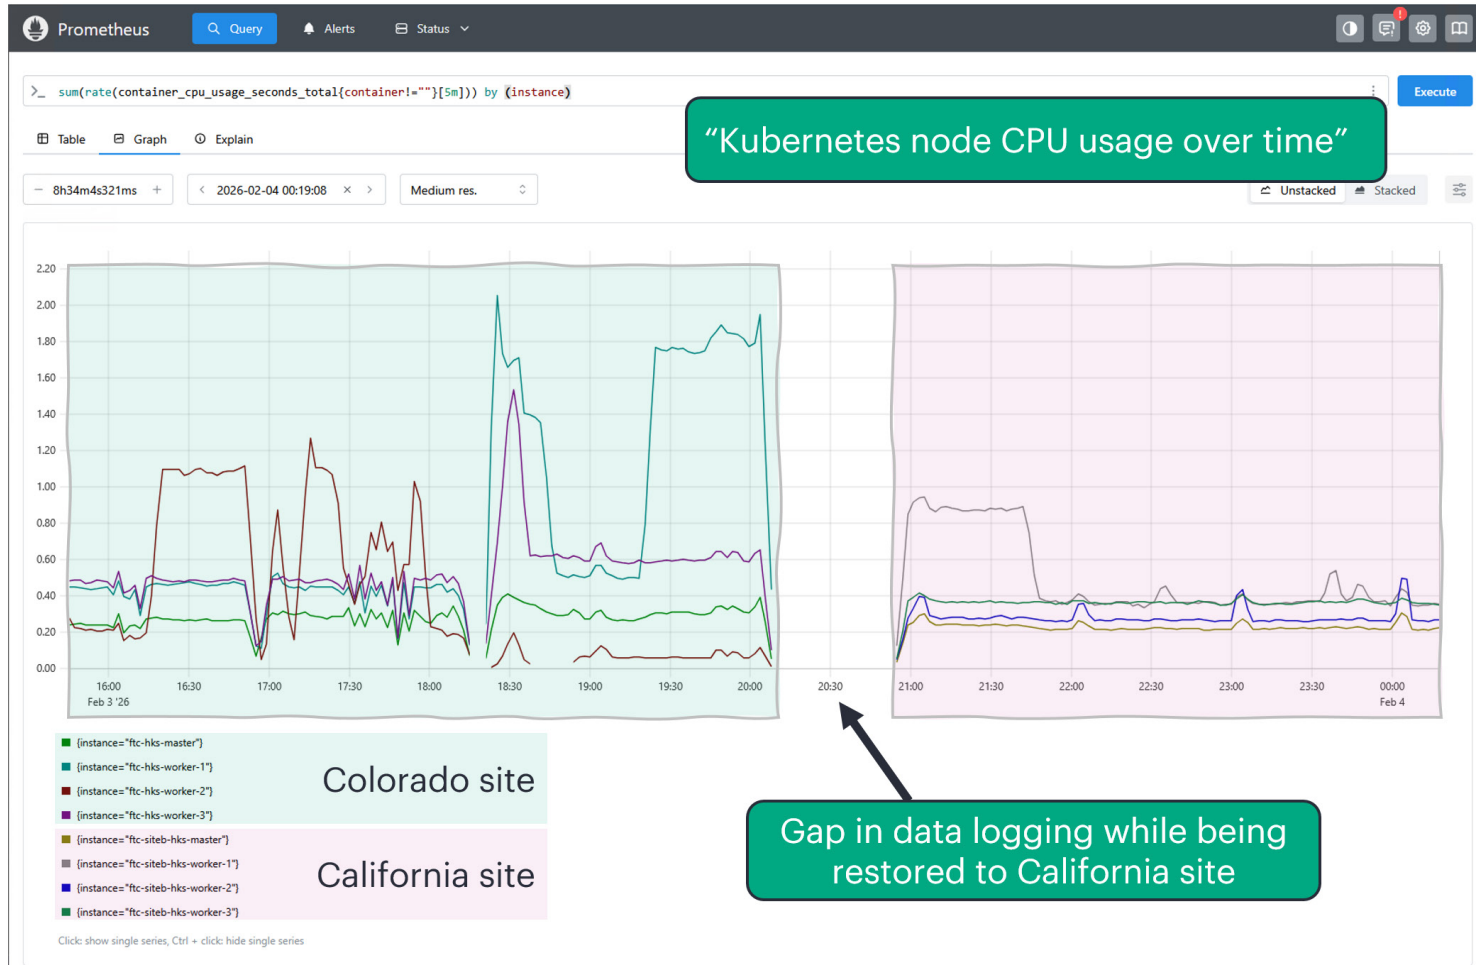 Prometheus
Query
Alerts
Status
!
>_ sum(rate(container_cpu_usage_seconds_total{container!=""}[5m])) by (instance)
Execute
"Kubernetes node CPU usage over time"
Table
Graph
Explain
− 8h34m4s321ms +
< 2026-02-04 00:19:08 × >
Medium res.
Unstacked
Stacked
2.20
2.00
1.80
1.60
1.40
1.20
1.00
0.80
0.60
0.40
0.20
0.00
16:00 16:30 17:00 17:30 18:00 18:30 19:00 19:30 20:00 20:30 21:00 21:30 22:00 22:30 23:00 23:30 00:00
Feb 3 '26
Feb 4
{instance="ftc-hks-master"}
{instance="ftc-hks-worker-1"}
{instance="ftc-hks-worker-2"}
{instance="ftc-hks-worker-3"}
Colorado site
{instance="ftc-siteb-hks-master"}
{instance="ftc-siteb-hks-worker-1"}
{instance="ftc-siteb-hks-worker-2"}
{instance="ftc-siteb-hks-worker-3"}
California site
Gap in data logging while being
restored to California site
Click: show single series, Ctrl + click: hide single series